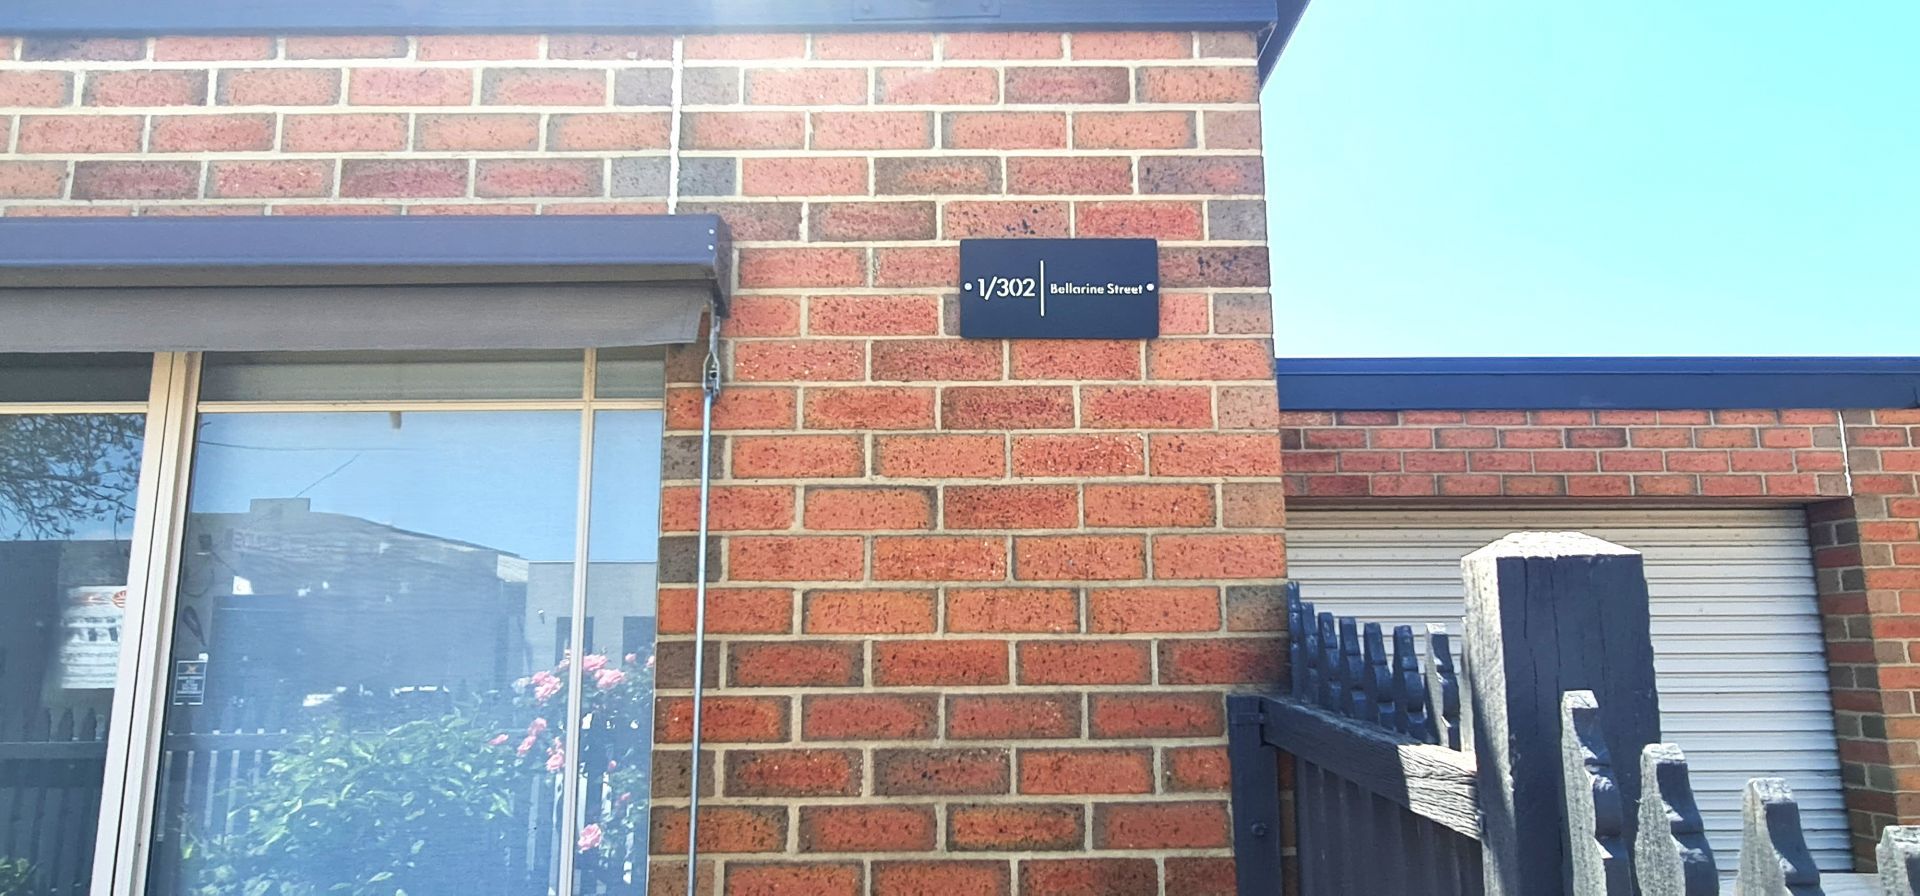 1/302 Bellarine Street